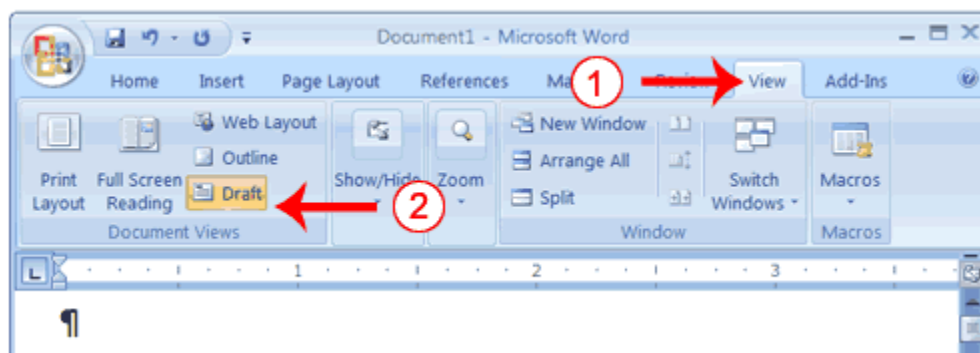 Document1 - Microsoft Word
Home Insert Page Layout References Ma 1 Review View Add-Ins
Print Layout
Full Screen Reading
Web Layout
Outline
Draft
2
Show/Hide
Zoom
New Window
Arrange All
Split
Switch Windows
Macros
Document Views
Window
Macros
L 1 2 3
¶